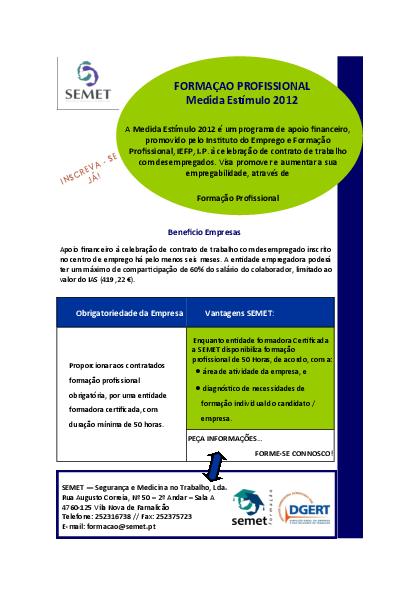 SEMET
FORMAÇAO PROFISSIONAL
Medida Estímulo 2012
A Medida Estímulo 2012 é um programa de apoio financeiro,
promovido pelo Instituto do Emprego e Formação
Profissional, IEFP, I.P. á celebração de contrato de trabalho
com desempregados. Visa promover e aumentar a sua
empregabilidade, através de
Formação Profissional
INSCREVA - SE
JÁ!
Benefício Empresas
Apoio financeiro á celebração de contrato de trabalho com desempregado inscrito
no centro de emprego há pelo menos seis meses. A entidade empregadora poderá
ter um máximo de comparticipação de 60% do salário do colaborador, limitado ao
valor do IAS (419 ,22 €).
Obrigatoriedade da Empresa
Vantagens SEMET:
Proporcionar aos contratados
formação profissional
obrigatória, por uma entidade
formadora certificada, com
duração mínima de 50 horas.
Enquanto entidade formadora Certificada
a SEMET disponibiliza formação
profissional de 50 Horas, de acordo, com a:
● área de atividade da empresa, e
● diagnóstico de necessidades de
formação individual do candidato /
empresa.
PEÇA INFORMAÇÕES...
FORME-SE CONNOSCO!
SEMET — Segurança e Medicina no Trabalho, Lda.
Rua Augusto Correia, Nº 50 – 2º Andar – Sala A
4760-125 Vila Nova de Famalicão
Telefone: 252316738 // Fax: 252375723
E-mail: formacao@semet.pt
semet
formação
DGERT